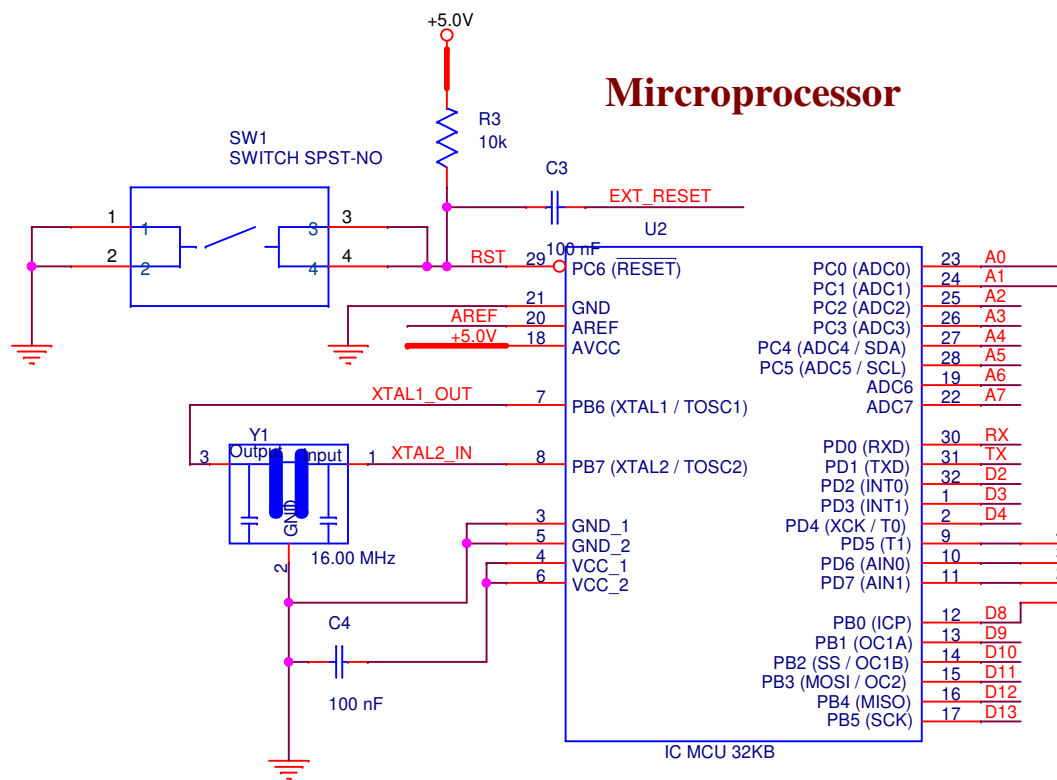 +5.0V
Mircroprocessor
R3
10k
SW1
SWITCH SPST-NO
C3
EXT_RESET
100 nF
1
1
3
3
2
2
4
4
RST
U2
29
PC6 (RESET)
21
GND
AREF
20
AREF
+5.0V
18
AVCC
XTAL1_OUT
7
PB6 (XTAL1 / TOSC1)
Y1
Output
Input
GND
3
1
2
16.00 MHz
XTAL2_IN
8
PB7 (XTAL2 / TOSC2)
3
GND_1
5
GND_2
4
VCC_1
6
VCC_2
C4
100 nF
PC0 (ADC0)
23
A0
PC1 (ADC1)
24
A1
PC2 (ADC2)
25
A2
PC3 (ADC3)
26
A3
PC4 (ADC4 / SDA)
27
A4
PC5 (ADC5 / SCL)
28
A5
ADC6
19
A6
ADC7
22
A7
PD0 (RXD)
30
RX
PD1 (TXD)
31
TX
PD2 (INT0)
32
D2
PD3 (INT1)
1
D3
PD4 (XCK / T0)
2
D4
PD5 (T1)
9
PD6 (AIN0)
10
PD7 (AIN1)
11
PB0 (ICP)
12
D8
PB1 (OC1A)
13
D9
PB2 (SS / OC1B)
14
D10
PB3 (MOSI / OC2)
15
D11
PB4 (MISO)
16
D12
PB5 (SCK)
17
D13
IC MCU 32KB